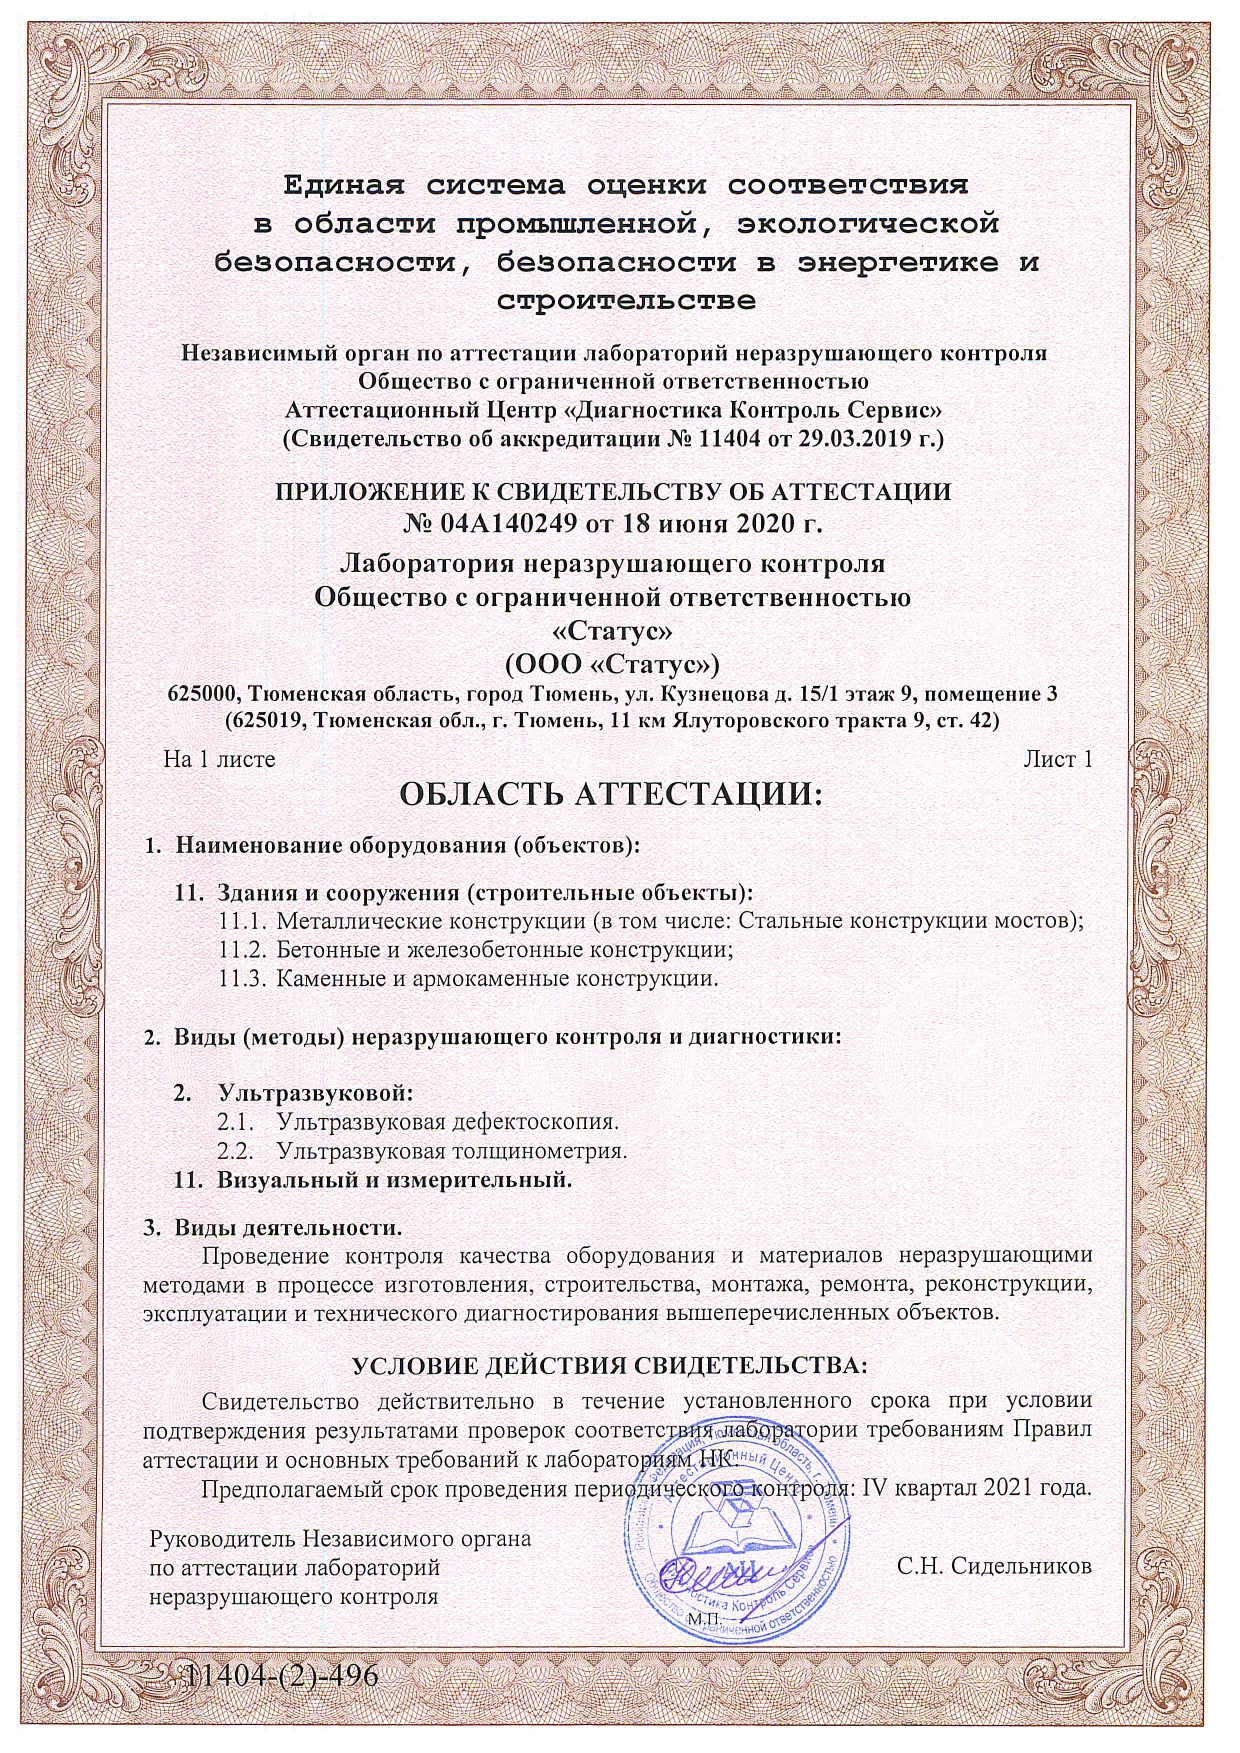 Единая система оценки соответствия
в области промышленной, экологической
безопасности, безопасности в энергетике и
строительстве
Независимый орган по аттестации лабораторий неразрушающего контроля
Общество с ограниченной ответственностью
Аттестационный Центр «Диагностика Контроль Сервис»
(Свидетельство об аккредитации № 11404 от 29.03.2019 г.)
ПРИЛОЖЕНИЕ К СВИДЕТЕЛЬСТВУ ОБ АТТЕСТАЦИИ
№ 04А140249 от 18 июня 2020 г.
Лаборатория неразрушающего контроля
Общество с ограниченной ответственностью
«Статус»
(ООО «Статус»)
625000, Тюменская область, город Тюмень, ул. Кузнецова д. 15/1 этаж 9, помещение 3
(625019, Тюменская обл., г. Тюмень, 11 км Ялуторовского тракта 9, ст. 42)
На 1 листе Лист 1
ОБЛАСТЬ АТТЕСТАЦИИ:
1. Наименование оборудования (объектов):
11. Здания и сооружения (строительные объекты):
11.1. Металлические конструкции (в том числе: Стальные конструкции мостов);
11.2. Бетонные и железобетонные конструкции;
11.3. Каменные и армокаменные конструкции.
2. Виды (методы) неразрушающего контроля и диагностики:
2. Ультразвуковой:
2.1. Ультразвуковая дефектоскопия.
2.2. Ультразвуковая толщинометрия.
11. Визуальный и измерительный.
3. Виды деятельности.
Проведение контроля качества оборудования и материалов неразрушающими
методами в процессе изготовления, строительства, монтажа, ремонта, реконструкции,
эксплуатации и технического диагностирования вышеперечисленных объектов.
УСЛОВИЕ ДЕЙСТВИЯ СВИДЕТЕЛЬСТВА:
Свидетельство действительно в течение установленного срока при условии
подтверждения результатами проверок соответствия лаборатории требованиям Правил
аттестации и основных требований к лабораториям НК.
Предполагаемый срок проведения периодического контроля: IV квартал 2021 года.
Руководитель Независимого органа
по аттестации лабораторий
неразрушающего контроля
С.Н. Сидельников
Аттестационный Центр
Контроль Сервис
ограниченной ответственностью
М.П.
11404-(2)-496